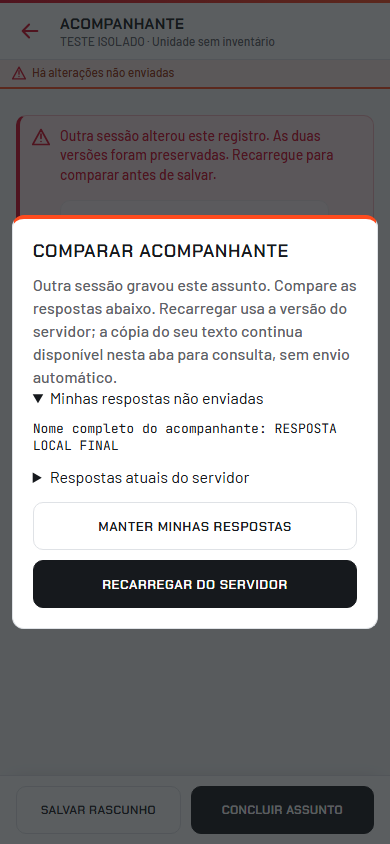 ACOMPANHANTE
TESTE ISOLADO · Unidade sem inventário
Há alterações não enviadas
Outra sessão alterou este registro. As duas
versões foram preservadas. Recarregue para
comparar antes de salvar.
COMPARAR ACOMPANHANTE
Outra sessão gravou este assunto. Compare as
respostas abaixo. Recarregar usa a versão do
servidor; a cópia do seu texto continua
disponível nesta aba para consulta, sem envio
automático.
Minhas respostas não enviadas
Nome completo do acompanhante: RESPOSTA
LOCAL FINAL
Respostas atuais do servidor
MANTER MINHAS RESPOSTAS
RECARREGAR DO SERVIDOR
SALVAR RASCUNHO
CONCLUIR ASSUNTO